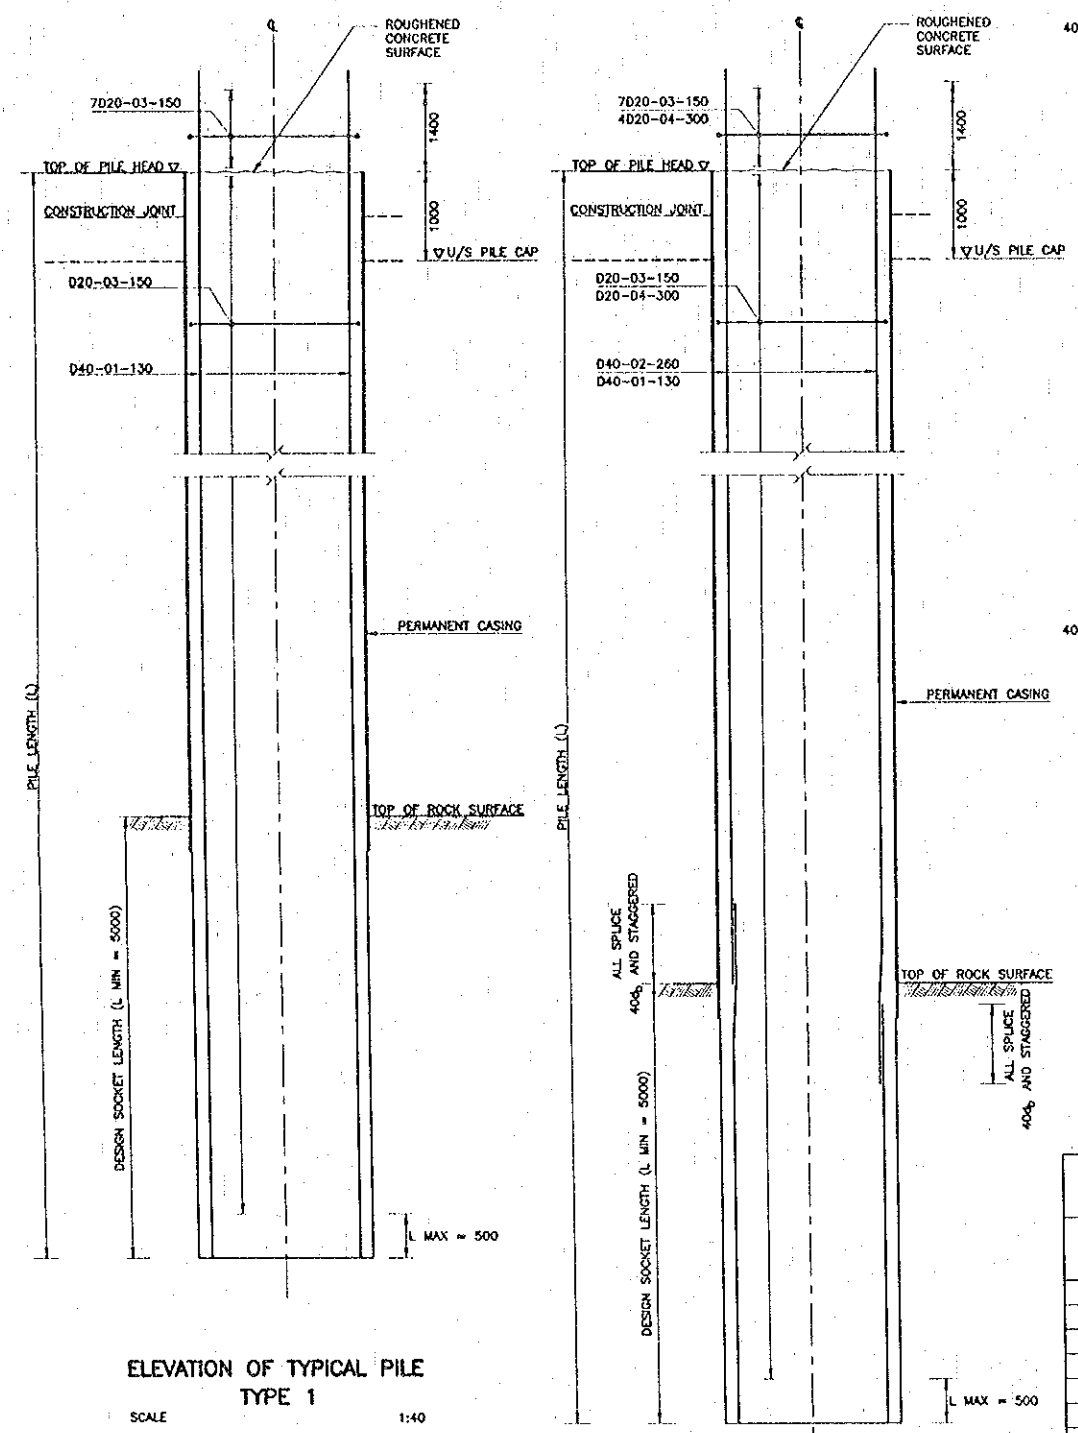 ℄
ROUGHENED
CONCRETE
SURFACE
7D20-03-150
1400
TOP OF PILE HEAD
CONSTRUCTION JOINT
1000
U/S PILE CAP
D20-03-150
D40-01-130
PERMANENT CASING
PILE LENGTH (L)
TOP OF ROCK SURFACE
DESIGN SOCKET LENGTH (L MIN = 5000)
L MAX = 500
ELEVATION OF TYPICAL PILE
TYPE 1
SCALE 1:40
℄
ROUGHENED
CONCRETE
SURFACE
40
7D20-03-150
4D20-04-300
1400
TOP OF PILE HEAD
CONSTRUCTION JOINT
1000
U/S PILE CAP
D20-03-150
D20-04-300
D40-02-260
D40-01-130
40
PERMANENT CASING
PILE LENGTH (L)
ALL SPLICE
40db AND STAGGERED
TOP OF ROCK SURFACE
ALL SPLICE
40db AND STAGGERED
DESIGN SOCKET LENGTH (L MIN = 5000)
L MAX = 500